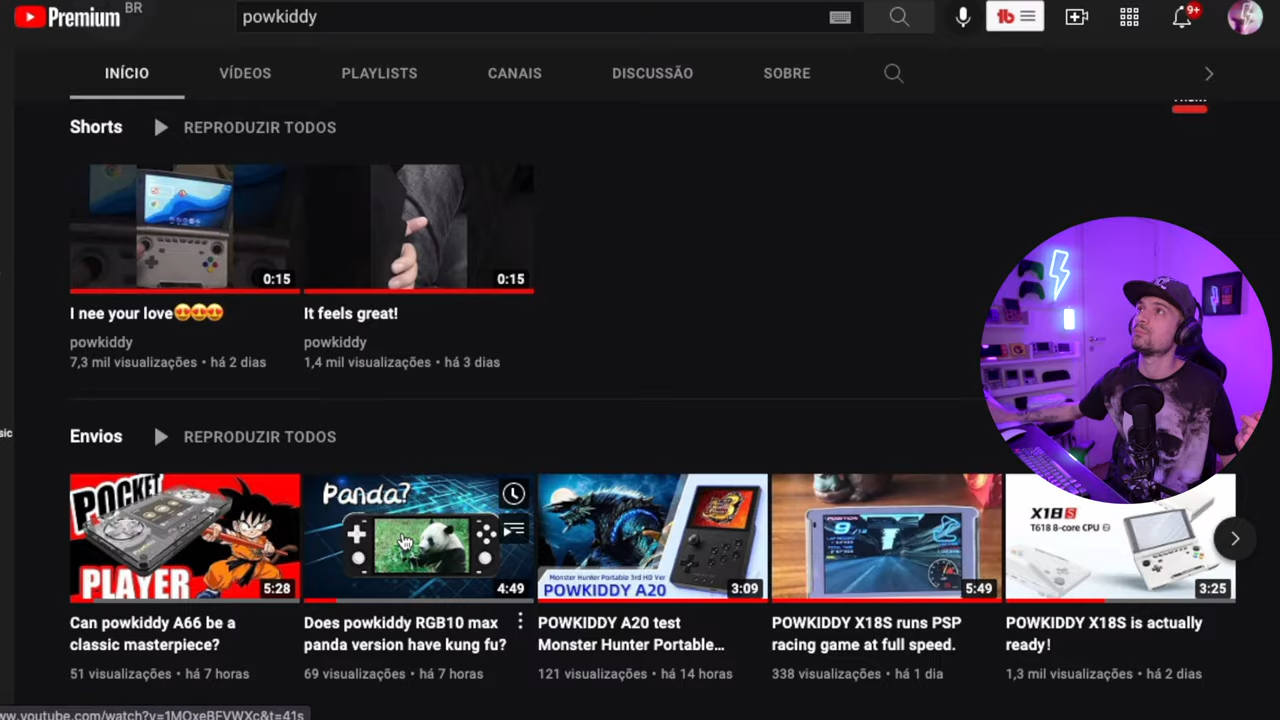 Premium BR
powkiddy
9+
INÍCIO VÍDEOS PLAYLISTS CANAIS DISCUSSÃO SOBRE
Shorts REPRODUZIR TODOS
0:15 0:15
I nee your love😍😍😍 It feels great!
powkiddy powkiddy
7,3 mil visualizações • há 2 dias 1,4 mil visualizações • há 3 dias
Envios REPRODUZIR TODOS
POCKET
PLAYER
5:28
Panda?
4:49
Monster Hunter Portable 3rd HD Ver
POWKIDDY A20
3:09
5:49
X18S
T618 8-core CPU
3:25
Can powkiddy A66 be a
classic masterpiece?
51 visualizações • há 7 horas
Does powkiddy RGB10 max
panda version have kung fu?
69 visualizações • há 7 horas
POWKIDDY A20 test
Monster Hunter Portable...
121 visualizações • há 14 horas
POWKIDDY X18S runs PSP
racing game at full speed.
338 visualizações • há 1 dia
POWKIDDY X18S is actually
ready!
1,3 mil visualizações • há 2 dias